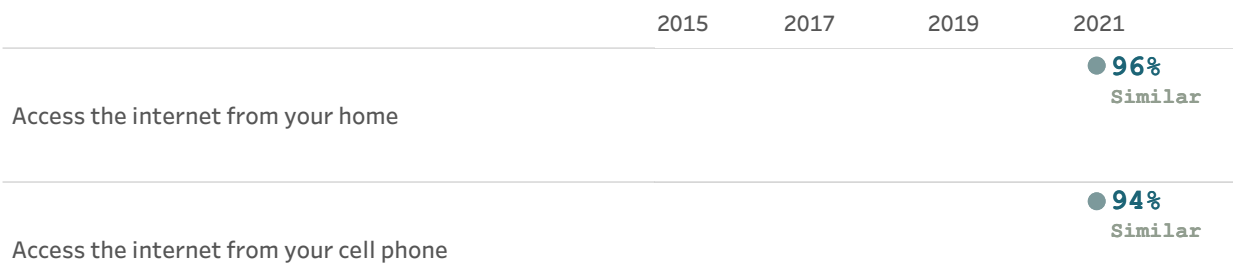 2015 2017 2019 2021
96%
Similar
Access the internet from your home
94%
Similar
Access the internet from your cell phone